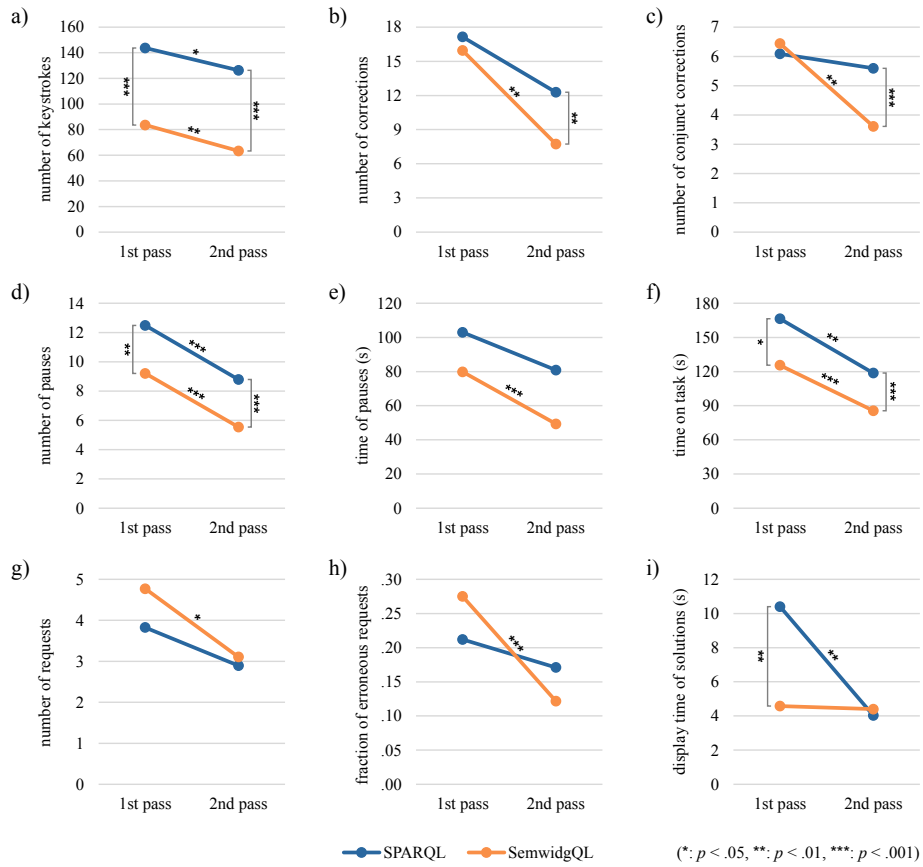 a)
number of keystrokes
160
140
120
100
80
60
40
20
0
***
*
**
***
1st pass
2nd pass
b)
number of corrections
18
15
12
9
6
3
0
**
**
1st pass
2nd pass
c)
number of conjunct corrections
7
6
5
4
3
2
1
0
**
***
1st pass
2nd pass
d)
number of pauses
14
12
10
8
6
4
2
0
**
***
***
***
1st pass
2nd pass
e)
time of pauses (s)
120
100
80
60
40
20
0
***
1st pass
2nd pass
f)
time on task (s)
180
150
120
90
60
30
0
*
**
***
***
1st pass
2nd pass
g)
number of requests
5
4
3
2
1
0
*
1st pass
2nd pass
h)
fraction of erroneous requests
.30
.25
.20
.15
.10
.05
.00
***
1st pass
2nd pass
i)
display time of solutions (s)
12
10
8
6
4
2
0
**
**
1st pass
2nd pass
SPARQL
SemwidgQL
(*: p < .05, **: p < .01, ***: p < .001)